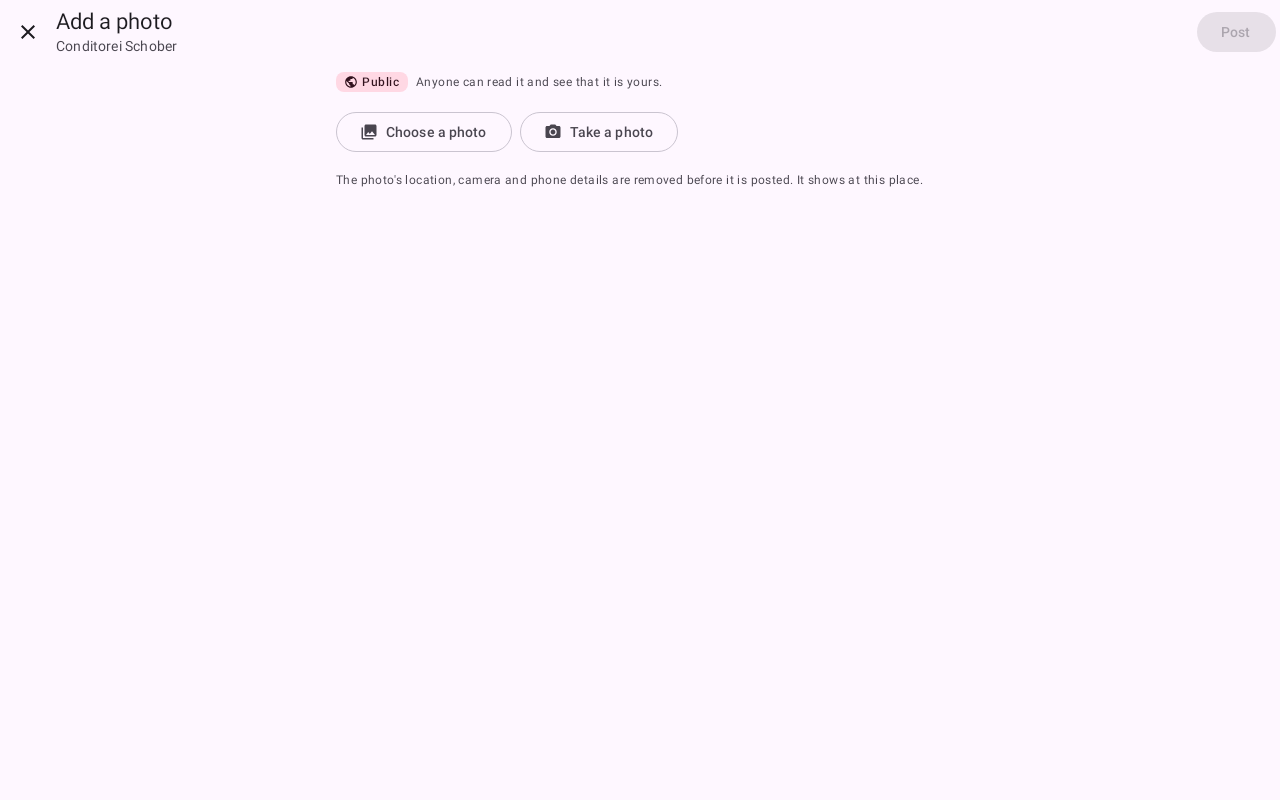 Add a photo
Conditorei Schober
Post
Public Anyone can read it and see that it is yours.
Choose a photo Take a photo
The photo's location, camera and phone details are removed before it is posted. It shows at this place.